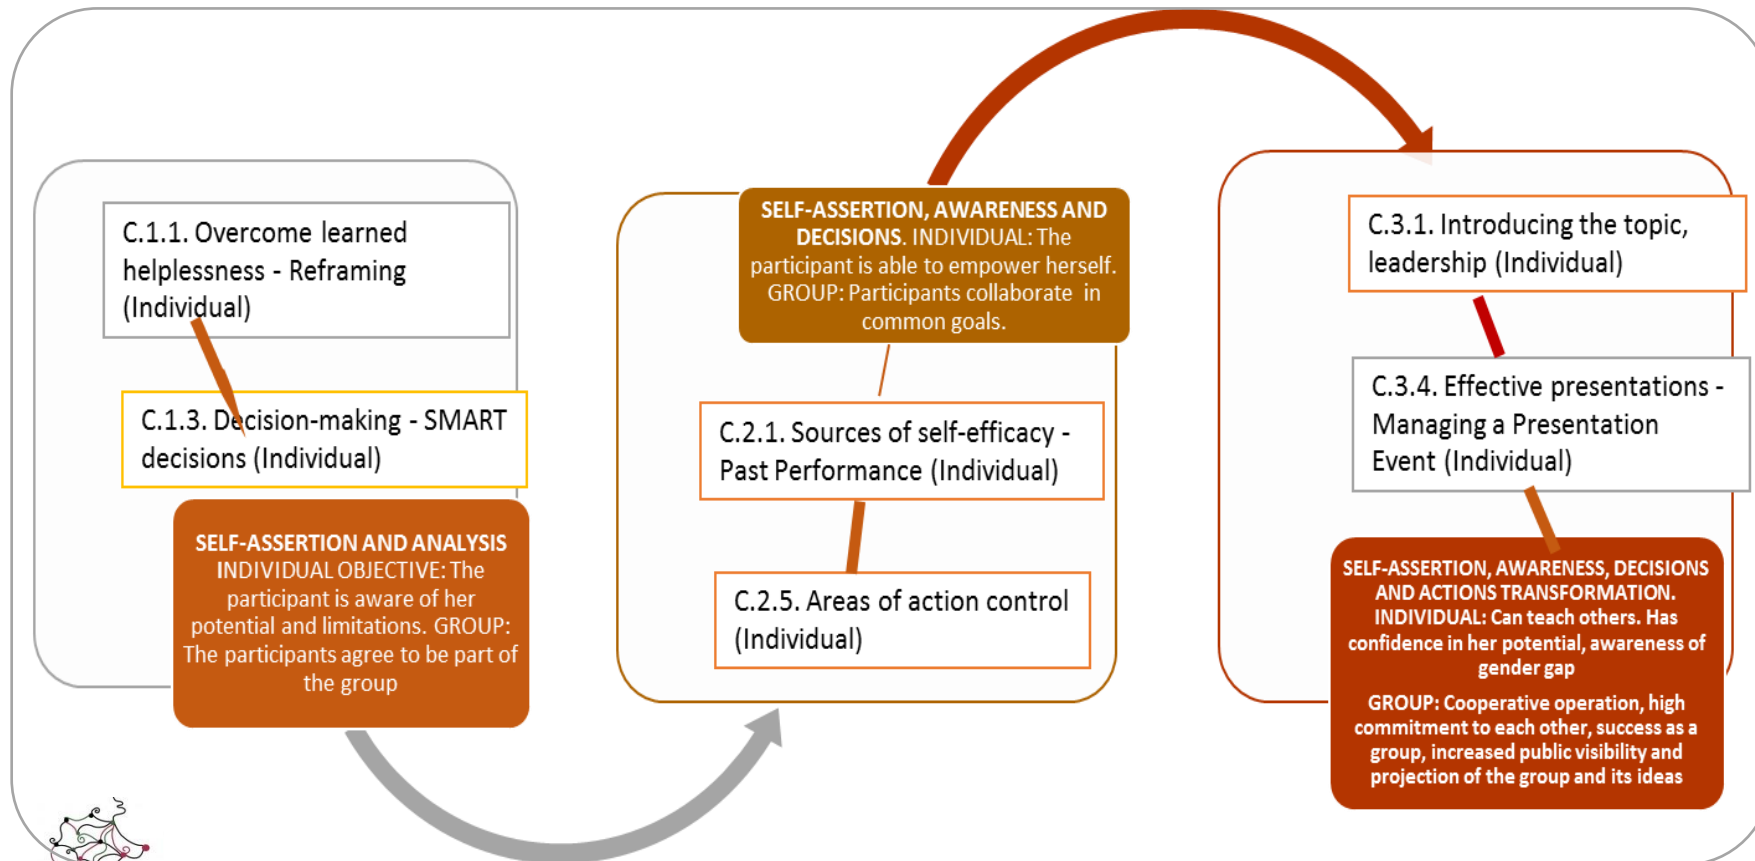 C.1.1. Overcome learned
helplessness - Reframing
(Individual)
C.1.3. Decision-making - SMART
decisions (Individual)
SELF-ASSERTION AND ANALYSIS
INDIVIDUAL OBJECTIVE: The
participant is aware of her
potential and limitations. GROUP:
The participants agree to be part of
the group
SELF-ASSERTION, AWARENESS AND
DECISIONS. INDIVIDUAL: The
participant is able to empower herself.
GROUP: Participants collaborate in
common goals.
C.2.1. Sources of self-efficacy -
Past Performance (Individual)
C.2.5. Areas of action control
(Individual)
C.3.1. Introducing the topic,
leadership (Individual)
C.3.4. Effective presentations -
Managing a Presentation
Event (Individual)
SELF-ASSERTION, AWARENESS, DECISIONS
AND ACTIONS TRANSFORMATION.
INDIVIDUAL: Can teach others. Has
confidence in her potential, awareness of
gender gap
GROUP: Cooperative operation, high
commitment to each other, success as a
group, increased public visibility and
projection of the group and its ideas